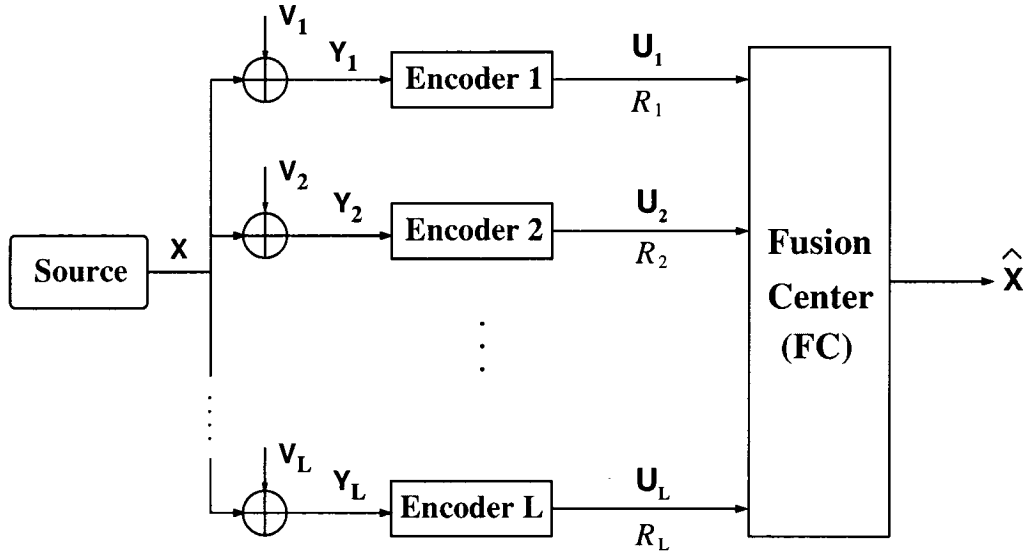 V1
Y1
Encoder 1
U1
R1
V2
Y2
Encoder 2
U2
R2
Source
X
Fusion
Center
(FC)
X̂
VL
YL
Encoder L
UL
RL